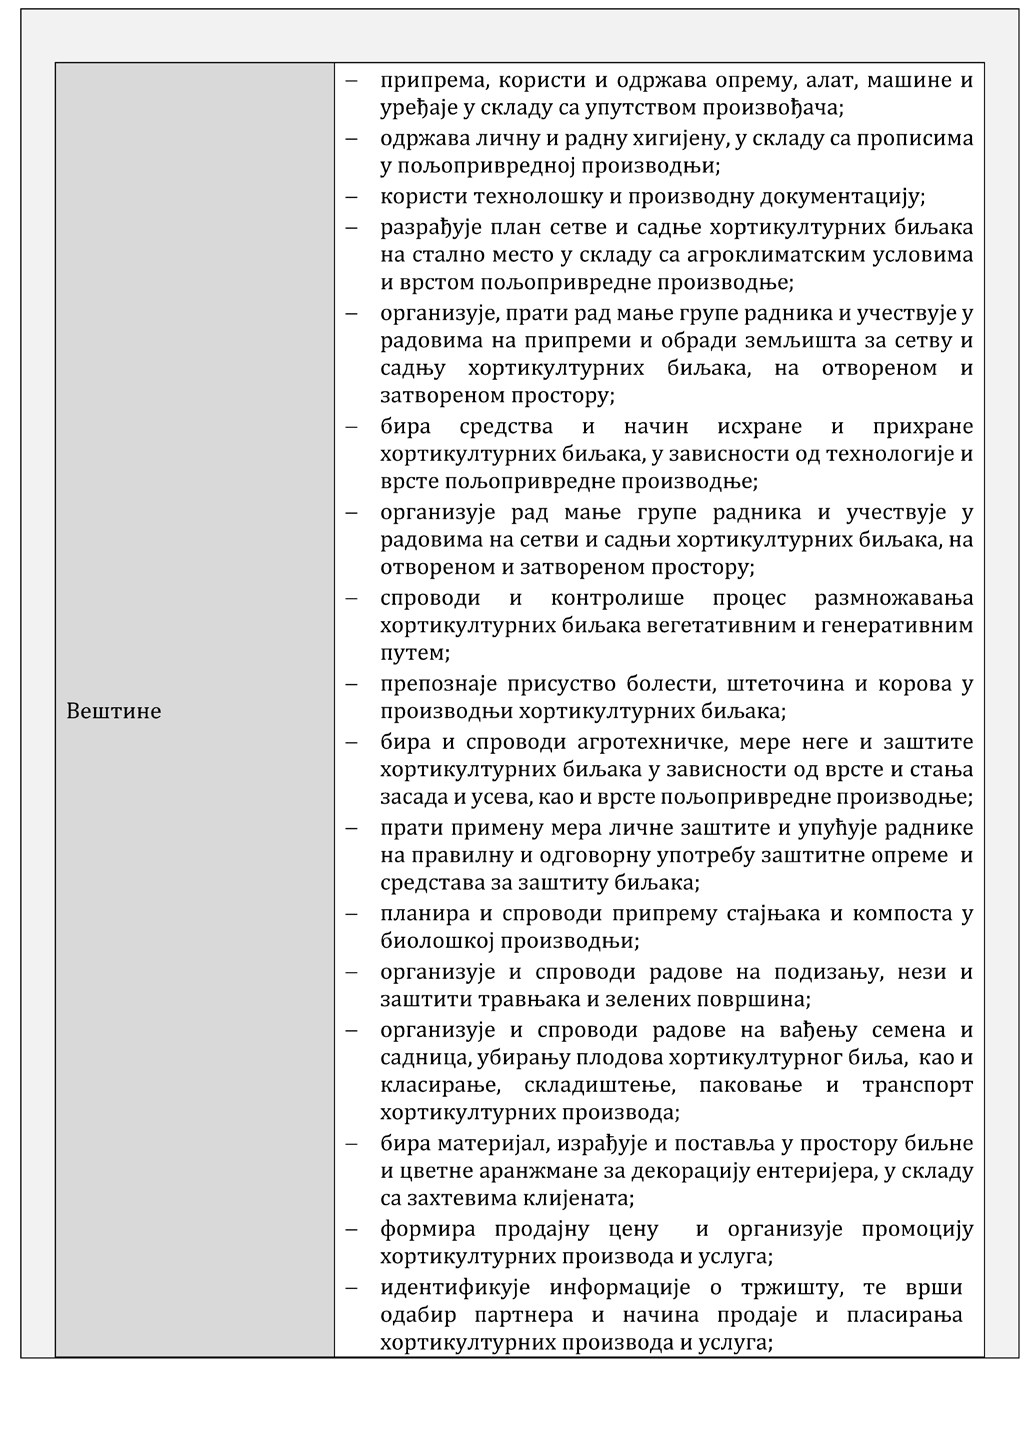 Вештине
– припрема, користи и одржава опрему, алат, машине и
уређаје у складу са упутством произвођача;
– одржава личну и радну хигијену, у складу са прописима
у пољопривредној производњи;
– користи технолошку и производну документацију;
– разрађује план сетве и садње хортикултурних биљака
на стално место у складу са агроклиматским условима
и врстом пољопривредне производње;
– организује, прати рад мање групе радника и учествује у
радовима на припреми и обради земљишта за сетву и
садњу хортикултурних биљака, на отвореном и
затвореном простору;
– бира средства и начин исхране и прихране
хортикултурних биљака, у зависности од технологије и
врсте пољопривредне производње;
– организује рад мање групе радника и учествује у
радовима на сетви и садњи хортикултурних биљака, на
отвореном и затвореном простору;
– спроводи и контролише процес размножавања
хортикултурних биљака вегетативним и генеративним
путем;
– препознаје присуство болести, штеточина и корова у
производњи хортикултурних биљака;
– бира и спроводи агротехничке, мере неге и заштите
хортикултурних биљака у зависности од врсте и стања
засада и усева, као и врсте пољопривредне производње;
– прати примену мера личне заштите и упућује раднике
на правилну и одговорну употребу заштитне опреме и
средстава за заштиту биљака;
– планира и спроводи припрему стајњака и компоста у
биолошкој производњи;
– организује и спроводи радове на подизању, нези и
заштити травњака и зелених површина;
– организује и спроводи радове на вађењу семена и
садница, убирању плодова хортикултурног биља, као и
класирање, складиштење, паковање и транспорт
хортикултурних производа;
– бира материјал, израђује и поставља у простору биљне
и цветне аранжмане за декорацију ентеријера, у складу
са захтевима клијената;
– формира продајну цену и организује промоцију
хортикултурних производа и услуга;
– идентификује информације о тржишту, те врши
одабир партнера и начина продаје и пласирања
хортикултурних производа и услуга;